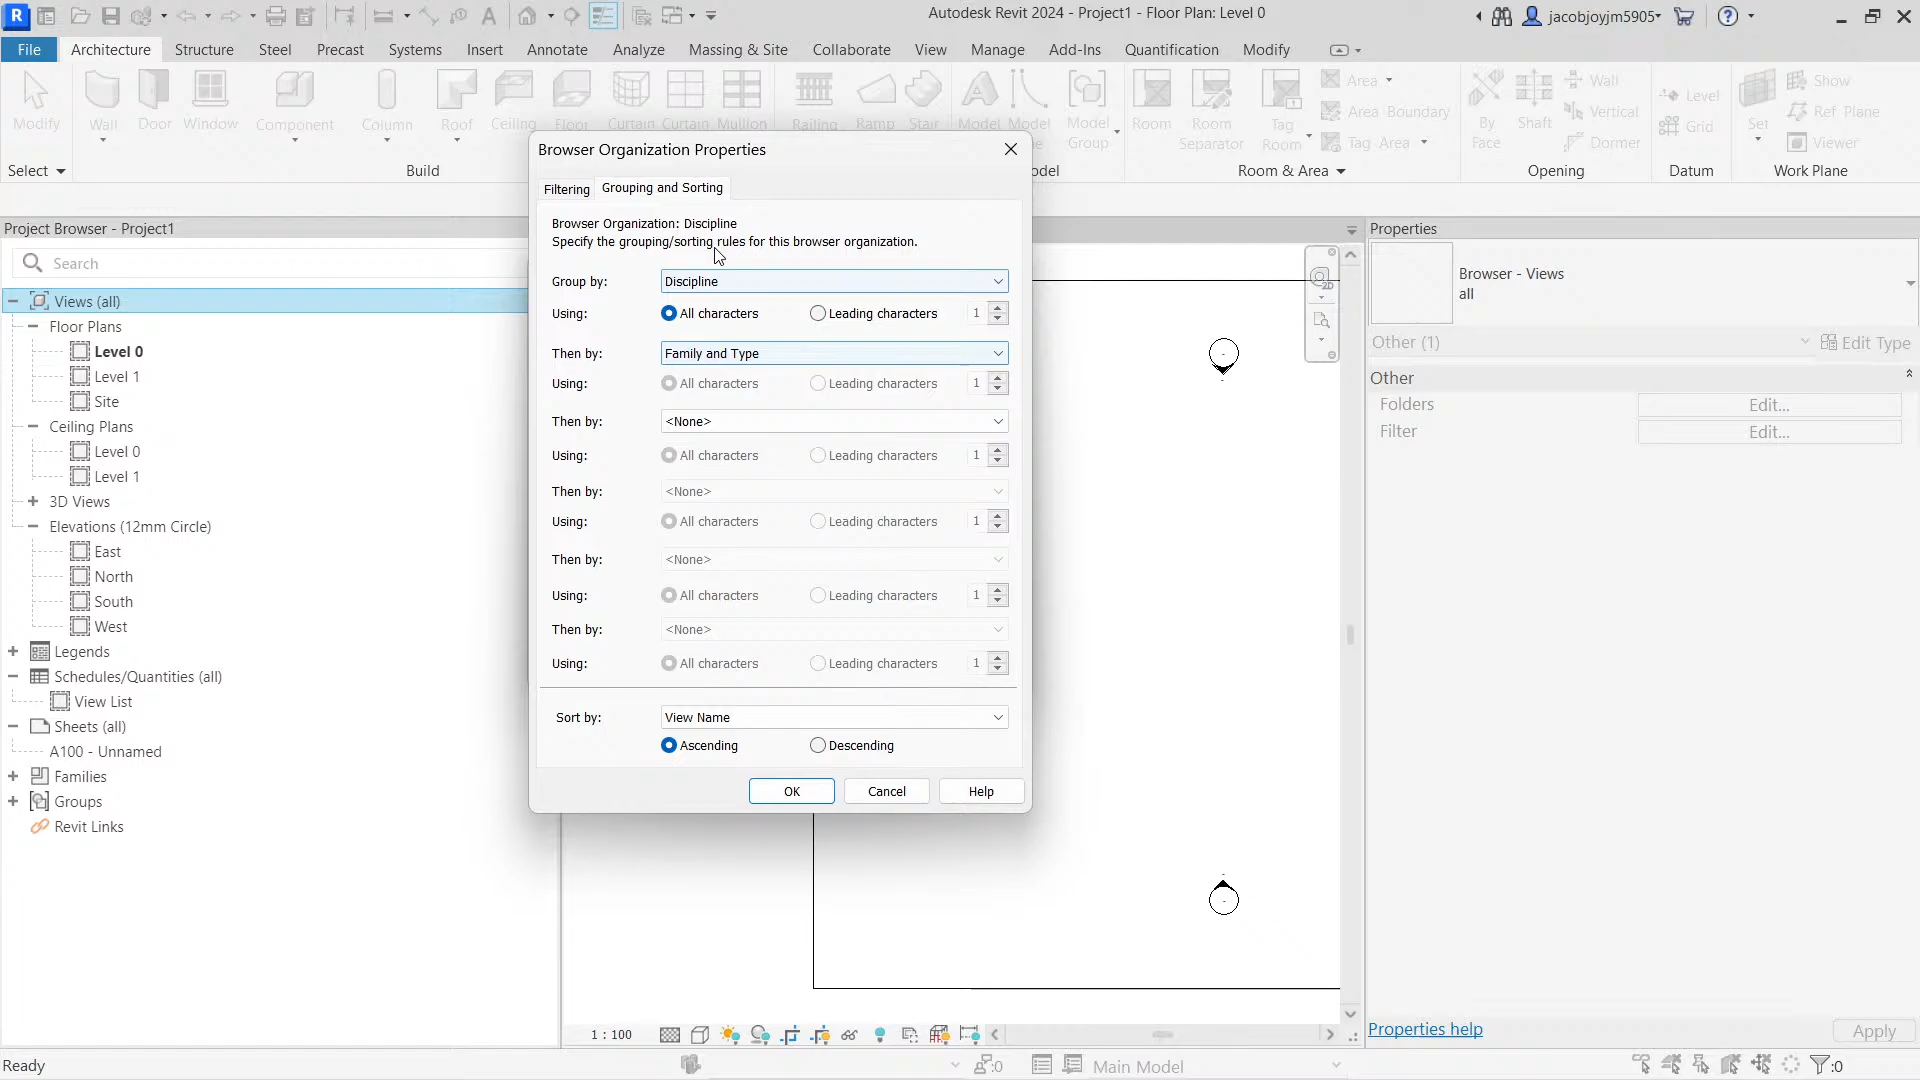 R
Autodesk Revit 2024 - Project1 - Floor Plan: Level 0
jacobjoyjm5905
File Architecture Structure Steel Precast Systems Insert Annotate Analyze Massing & Site Collaborate View Manage Add-Ins Quantification Modify
Modify
Wall
Door
Window
Component
Column
Roof
Ceiling
Floor
Curtain
Curtain
Mullion
Railing
Ramp
Stair
Model
Model
Model
Group
Room
Room
Separator
Tag
Room
Area
Area Boundary
Tag Area
By
Face
Shaft
Wall
Vertical
Dormer
Level
Grid
Set
Show
Ref Plane
Viewer
Select
Build
Room & Area
Opening
Datum
Work Plane
Project Browser - Project1
Search
Views (all)
Floor Plans
Level 0
Level 1
Site
Ceiling Plans
Level 0
Level 1
3D Views
Elevations (12mm Circle)
East
North
South
West
Legends
Schedules/Quantities (all)
View List
Sheets (all)
A100 - Unnamed
Families
Groups
Revit Links
Browser Organization Properties
Filtering Grouping and Sorting
Browser Organization: Discipline
Specify the grouping/sorting rules for this browser organization.
Group by: Discipline
Using: All characters Leading characters 1
Then by: Family and Type
Using: All characters Leading characters 1
Then by: <None>
Using: All characters Leading characters 1
Then by: <None>
Using: All characters Leading characters 1
Then by: <None>
Using: All characters Leading characters 1
Then by: <None>
Using: All characters Leading characters 1
Sort by: View Name
Ascending Descending
OK Cancel Help
2D
Properties
Browser - Views
all
Other (1) Edit Type
Other
Folders Edit...
Filter Edit...
Properties help Apply
1 : 100
Ready
:0
Main Model
:0